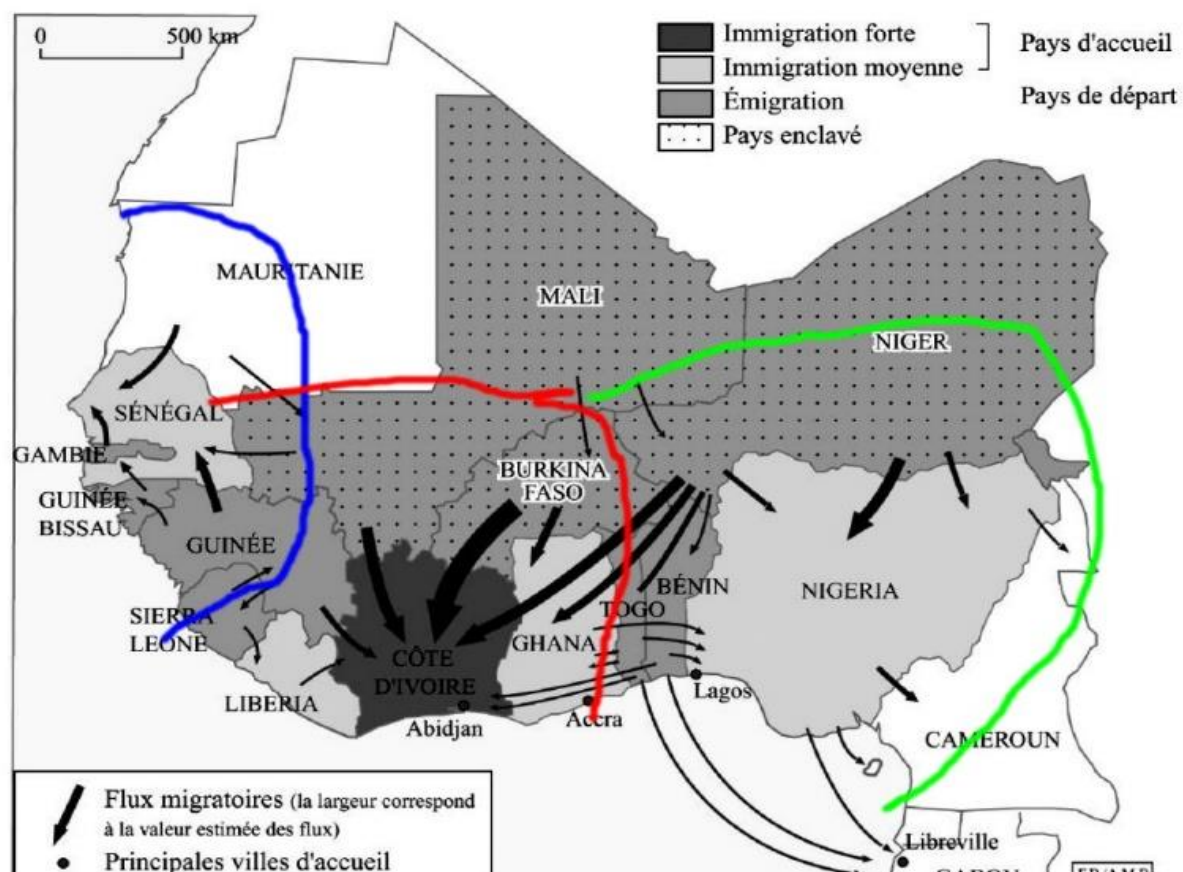 0 500 km
Immigration forte
Immigration moyenne
Pays d'accueil
Émigration
Pays de départ
Pays enclavé
MAURITANIE
MALI
NIGER
SÉNÉGAL
GAMBIE
BURKINA
FASO
GUINÉE
BISSAU
GUINÉE
BÉNIN
NIGERIA
SIERRA
LEONE
TOGO
GHANA
CÔTE
D'IVOIRE
LIBERIA
Lagos
Abidjan
Accra
CAMEROUN
Flux migratoires (la largeur correspond
à la valeur estimée des flux)
Principales villes d'accueil
Libreville
GABON